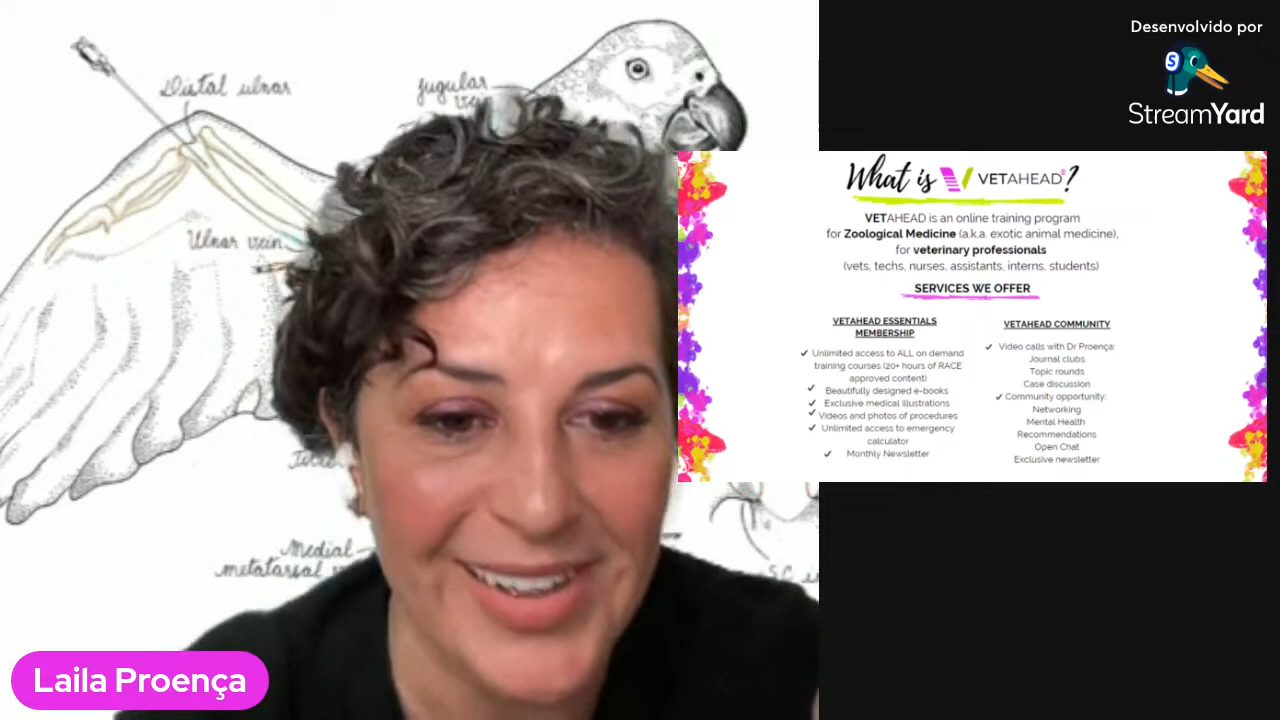 Desenvolvido por
StreamYard
Distal ulnar
jugular
vein
Ulnar vein
Medial
metatarsal
Laila Proença
What is VETAHEAD?
VETAHEAD is an online training program
for Zoological Medicine (a.k.a. exotic animal medicine),
for veterinary professionals
(vets, techs, nurses, assistants, interns, students)
SERVICES WE OFFER
VETAHEAD ESSENTIALS
MEMBERSHIP
Unlimited access to ALL on demand
training courses (20+ hours of RACE
approved content)
Beautifully designed e-books
Exclusive medical illustrations
Videos and photos of procedures
Unlimited access to emergency
calculator
Monthly Newsletter
VETAHEAD COMMUNITY
Video calls with Dr Proença:
Journal clubs
Topic rounds
Case discussion
Community opportunity:
Networking
Mental Health
Recommendations
Open Chat
Exclusive newsletter